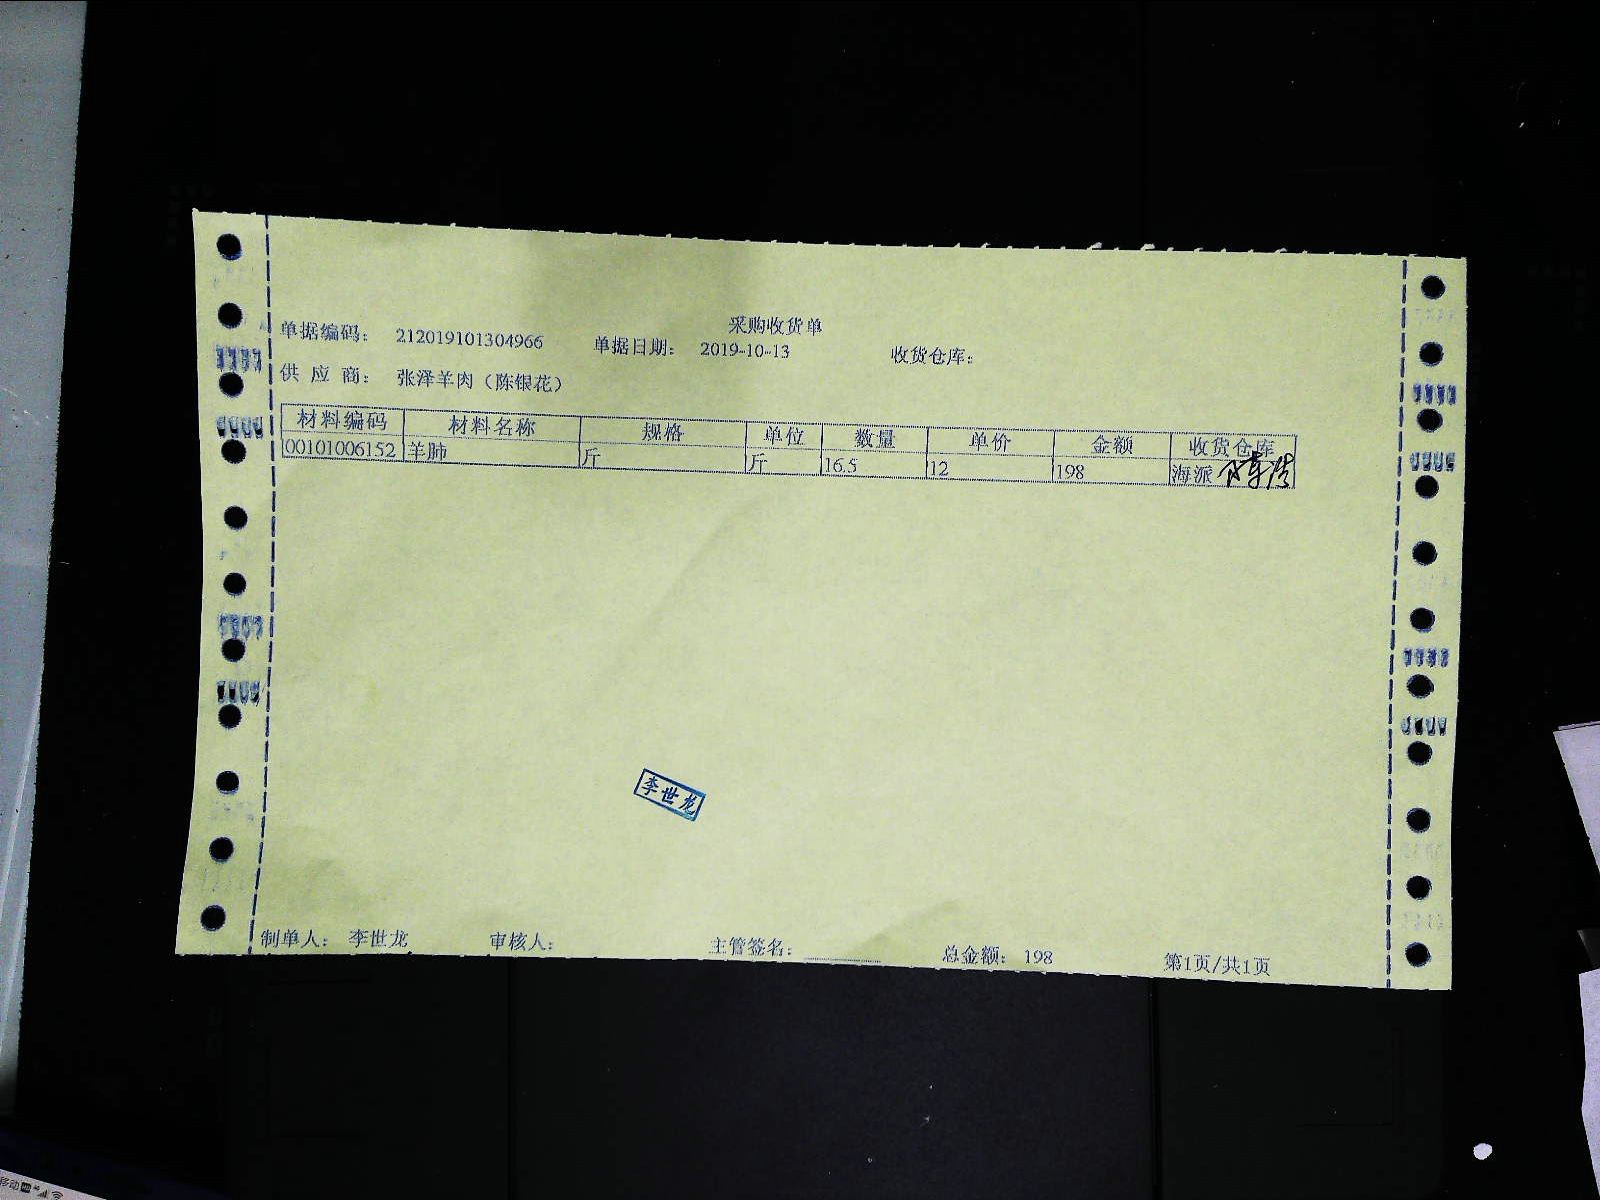 采购收货单
单据编码： 212019101304966 单据日期： 2019-10-13 收货仓库：
供 应 商： 张泽羊肉（陈银花）
材料编码 材料名称 规格 单位 数量 单价 金额 收货仓库
00101006152 羊肺 斤 斤 16.5 12 198 海派
李世龙
制单人： 李世龙 审核人： 主管签名： 总金额： 198 第1页/共1页
移动